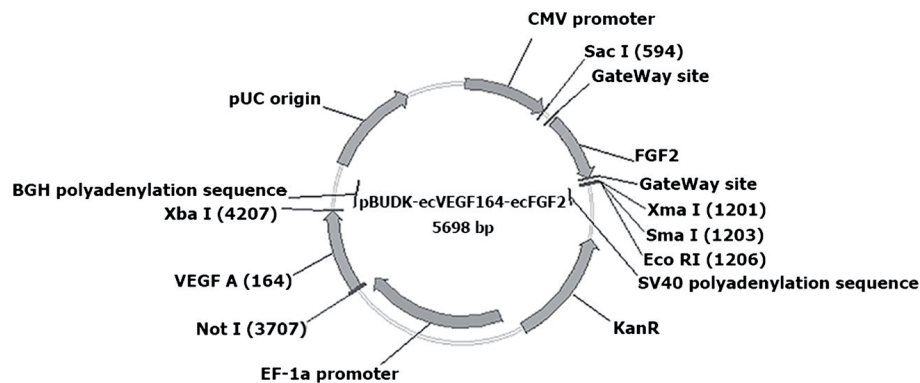 CMV promoter
Sac I (594)
GateWay site
pUC origin
FGF2
BGH polyadenylation sequence
GateWay site
pBUDK-ecVEGF164-ecFGF2
Xba I (4207)
Xma I (1201)
5698 bp
Sma I (1203)
Eco RI (1206)
VEGF A (164)
SV40 polyadenylation sequence
Not I (3707)
KanR
EF-1a promoter